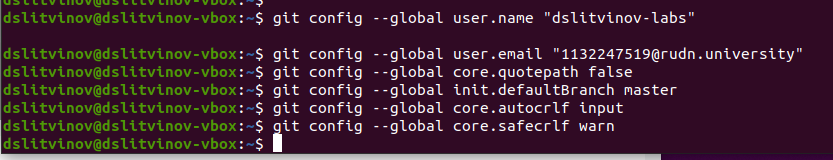 dslitvinov@dslitvinov-vbox:~$
dslitvinov@dslitvinov-vbox:~$ git config --global user.name "dslitvinov-labs"
dslitvinov@dslitvinov-vbox:~$ git config --global user.email "1132247519@rudn.university"
dslitvinov@dslitvinov-vbox:~$ git config --global core.quotepath false
dslitvinov@dslitvinov-vbox:~$ git config --global init.defaultBranch master
dslitvinov@dslitvinov-vbox:~$ git config --global core.autocrlf input
dslitvinov@dslitvinov-vbox:~$ git config --global core.safecrlf warn
dslitvinov@dslitvinov-vbox:~$